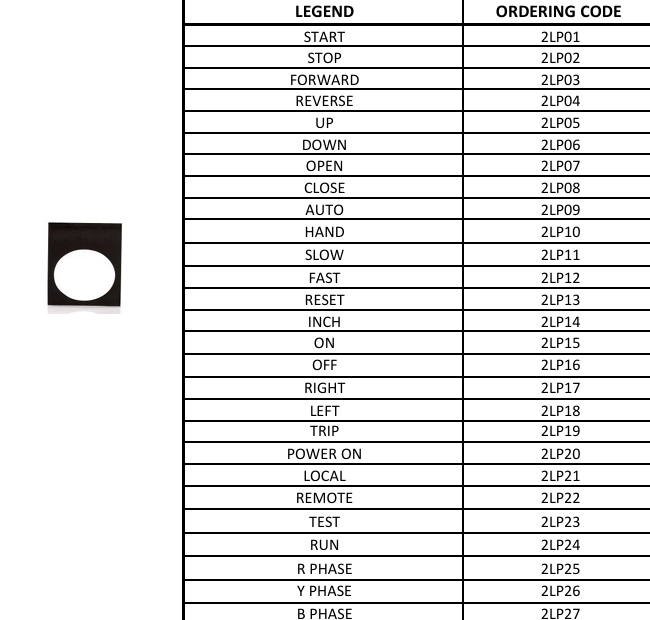 LEGEND ORDERING CODE
START 2LP01
STOP 2LP02
FORWARD 2LP03
REVERSE 2LP04
UP 2LP05
DOWN 2LP06
OPEN 2LP07
CLOSE 2LP08
AUTO 2LP09
HAND 2LP10
SLOW 2LP11
FAST 2LP12
RESET 2LP13
INCH 2LP14
ON 2LP15
OFF 2LP16
RIGHT 2LP17
LEFT 2LP18
TRIP 2LP19
POWER ON 2LP20
LOCAL 2LP21
REMOTE 2LP22
TEST 2LP23
RUN 2LP24
R PHASE 2LP25
Y PHASE 2LP26
B PHASE 2LP27